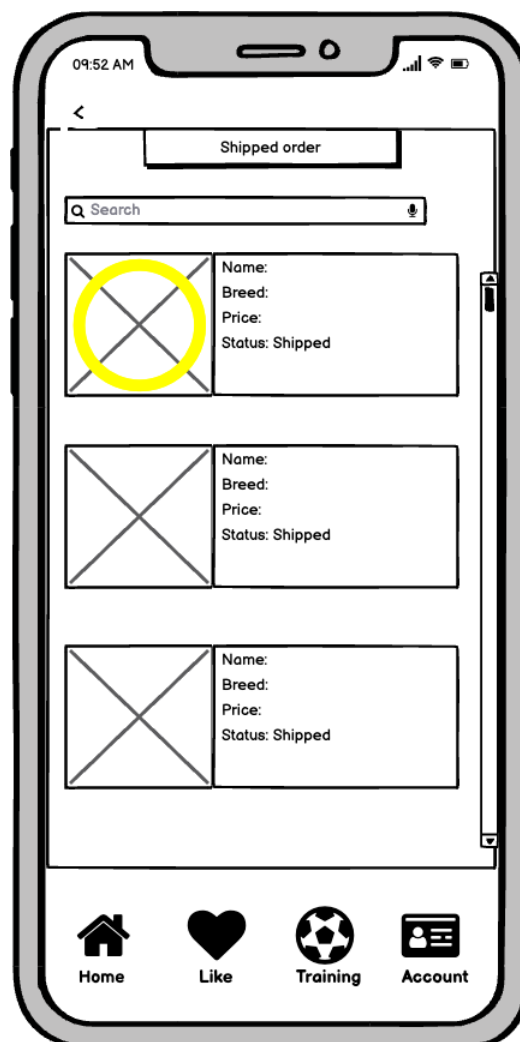 09:52 AM
Shipped order
Search
Name:
Breed:
Price:
Status: Shipped
Name:
Breed:
Price:
Status: Shipped
Name:
Breed:
Price:
Status: Shipped
Home Like Training Account